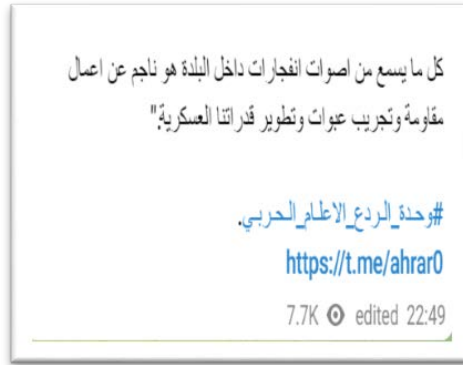 كل ما يسمع من اصوات انفجارات داخل البلدة هو ناجم عن اعمال
مقاومة وتجريب عبوات وتطوير قدراتنا العسكرية."
#وحدة_الردع_الاعلام_الحربي.
https://t.me/ahrar0
7.7K edited 22:49